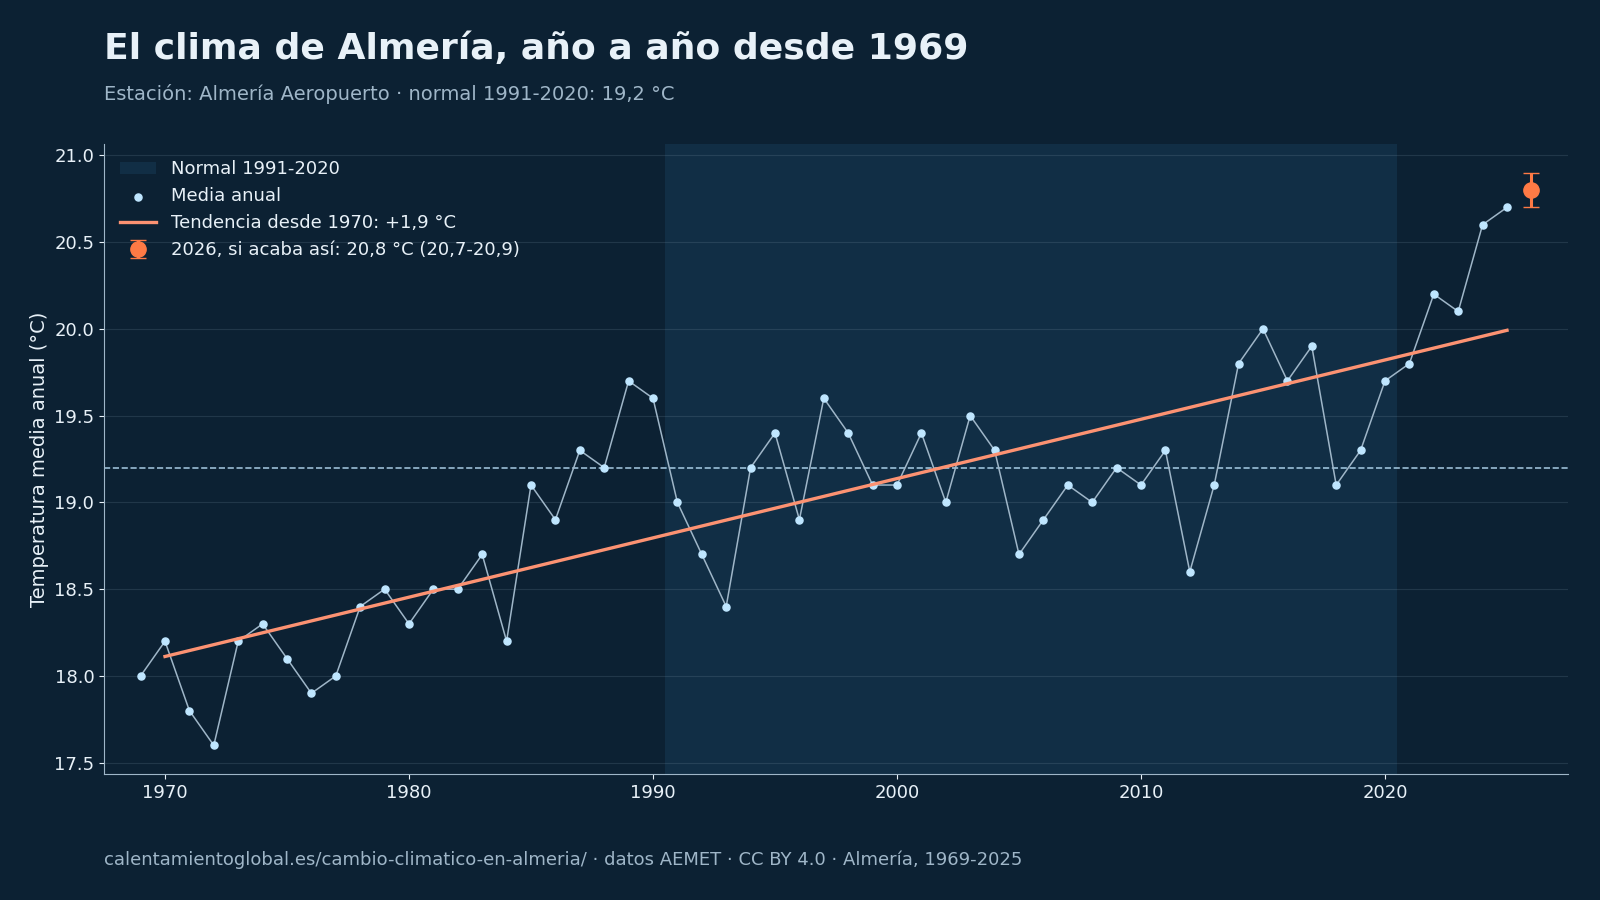 El clima de Almería, año a año desde 1969
Estación: Almería Aeropuerto · normal 1991-2020: 19,2 °C
Normal 1991-2020
Media anual
Tendencia desde 1970: +1,9 °C
2026, si acaba así: 20,8 °C (20,7-20,9)
Temperatura media anual (°C)
21.0
20.5
20.0
19.5
19.0
18.5
18.0
17.5
1970 1980 1990 2000 2010 2020
calentamientoglobal.es/cambio-climatico-en-almeria/ · datos AEMET · CC BY 4.0 · Almería, 1969-2025